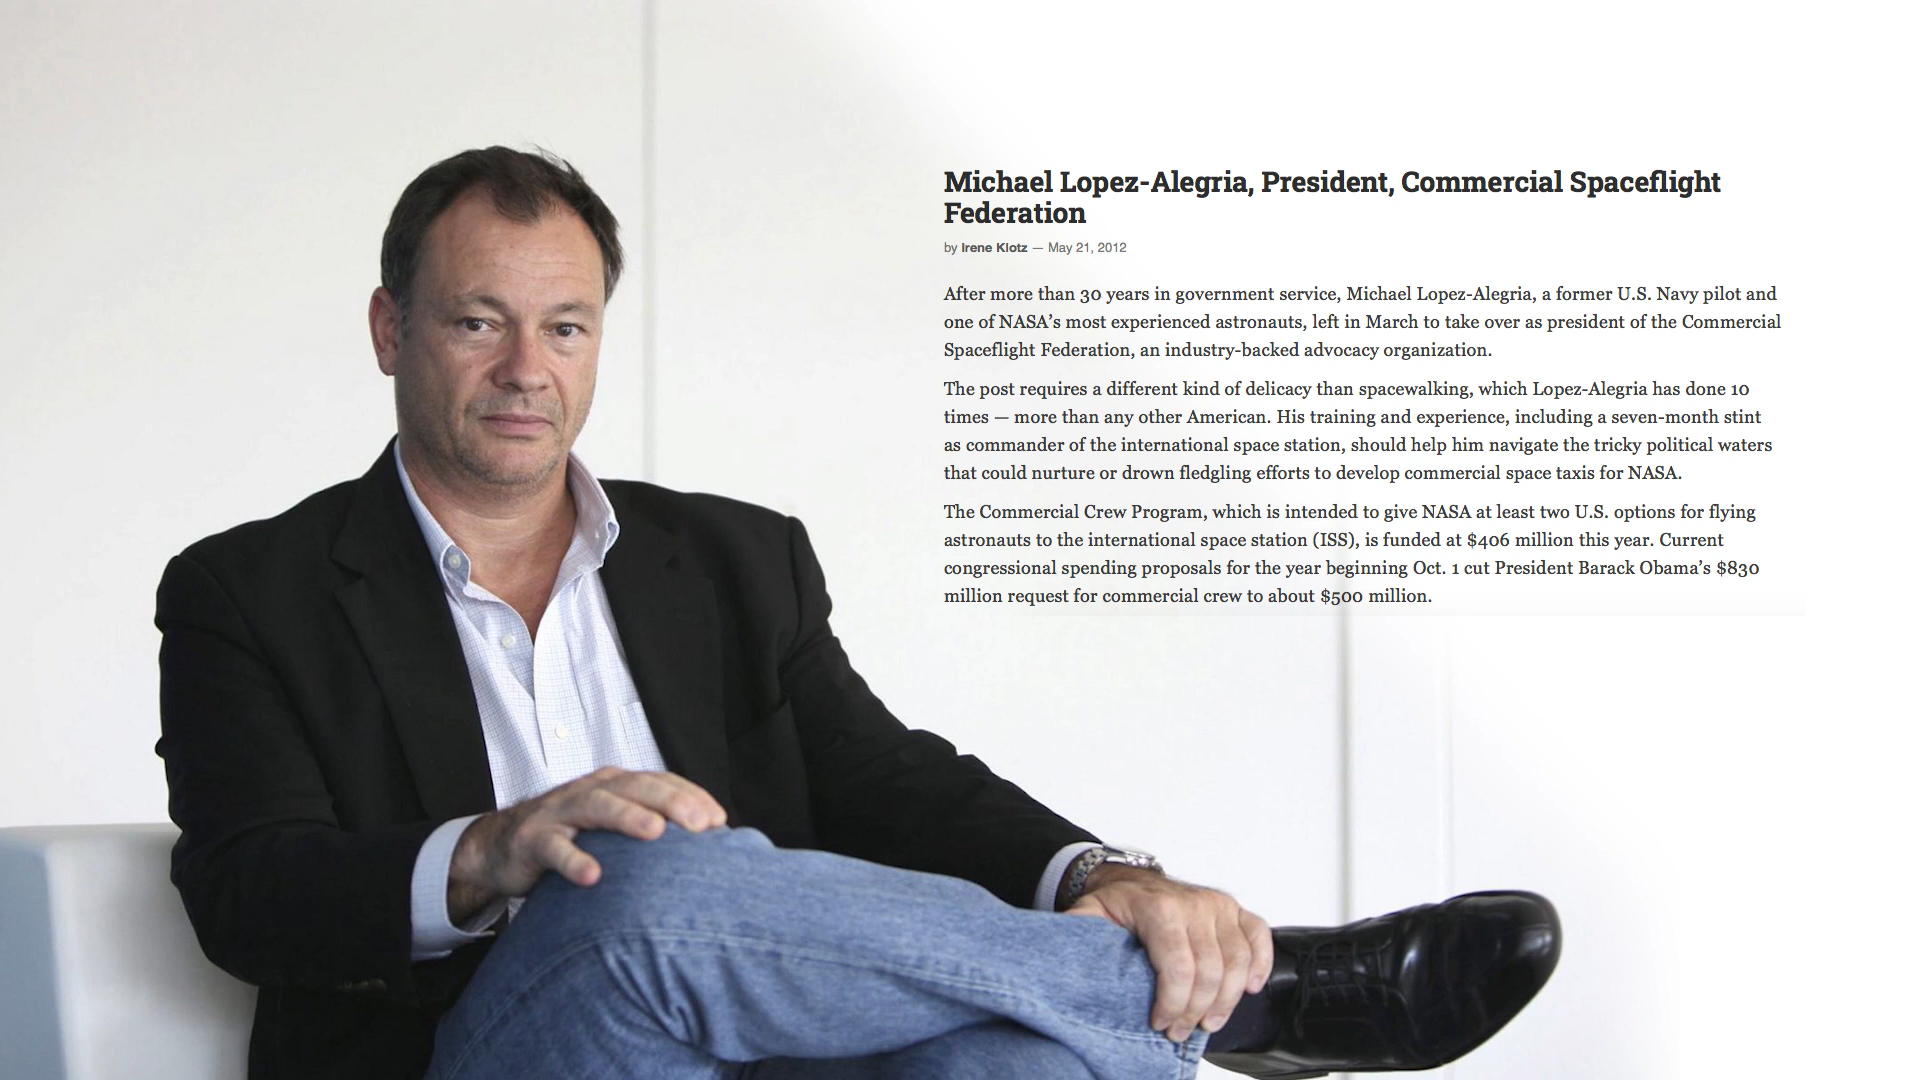 Michael Lopez-Alegria, President, Commercial Spaceflight
Federation
by Irene Klotz — May 21, 2012
After more than 30 years in government service, Michael Lopez-Alegria, a former U.S. Navy pilot and
one of NASA’s most experienced astronauts, left in March to take over as president of the Commercial
Spaceflight Federation, an industry-backed advocacy organization.
The post requires a different kind of delicacy than spacewalking, which Lopez-Alegria has done 10
times — more than any other American. His training and experience, including a seven-month stint
as commander of the international space station, should help him navigate the tricky political waters
that could nurture or drown fledgling efforts to develop commercial space taxis for NASA.
The Commercial Crew Program, which is intended to give NASA at least two U.S. options for flying
astronauts to the international space station (ISS), is funded at $406 million this year. Current
congressional spending proposals for the year beginning Oct. 1 cut President Barack Obama’s $830
million request for commercial crew to about $500 million.